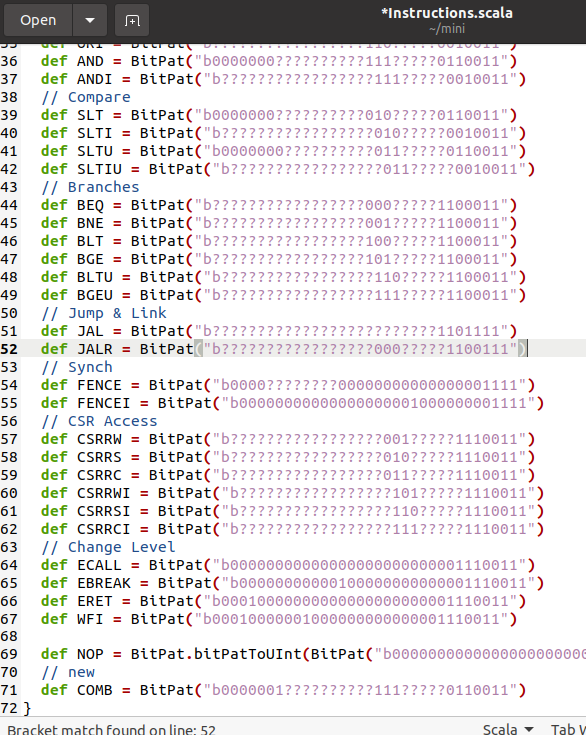 Open
*Instructions.scala
~/mini
35 def ORI = BitPat("b?????????????????110?????0010011")
36 def AND = BitPat("b0000000??????????111?????0110011")
37 def ANDI = BitPat("b?????????????????111?????0010011")
38 // Compare
39 def SLT = BitPat("b0000000??????????010?????0110011")
40 def SLTI = BitPat("b?????????????????010?????0010011")
41 def SLTU = BitPat("b0000000??????????011?????0110011")
42 def SLTIU = BitPat("b?????????????????011?????0010011")
43 // Branches
44 def BEQ = BitPat("b?????????????????000?????1100011")
45 def BNE = BitPat("b?????????????????001?????1100011")
46 def BLT = BitPat("b?????????????????100?????1100011")
47 def BGE = BitPat("b?????????????????101?????1100011")
48 def BLTU = BitPat("b?????????????????110?????1100011")
49 def BGEU = BitPat("b?????????????????111?????1100011")
50 // Jump & Link
51 def JAL = BitPat("b?????????????????????????1101111")
52 def JALR = BitPat("b?????????????????000?????1100111")
53 // Synch
54 def FENCE = BitPat("b0000????????00000000000000001111")
55 def FENCEI = BitPat("b00000000000000000001000000001111")
56 // CSR Access
57 def CSRRW = BitPat("b?????????????????001?????1110011")
58 def CSRRS = BitPat("b?????????????????010?????1110011")
59 def CSRRC = BitPat("b?????????????????011?????1110011")
60 def CSRRWI = BitPat("b?????????????????101?????1110011")
61 def CSRRSI = BitPat("b?????????????????110?????1110011")
62 def CSRRCI = BitPat("b?????????????????111?????1110011")
63 // Change Level
64 def ECALL = BitPat("b00000000000000000000000001110011")
65 def EBREAK = BitPat("b00000000000100000000000001110011")
66 def ERET = BitPat("b00010000000000000000000001110011")
67 def WFI = BitPat("b00010000001000000000000001110011")
68
69 def NOP = BitPat.bitPatToUInt(BitPat("b0000000000000000000000
70 // new
71 def COMB = BitPat("b0000001??????????111?????0110011")
72 }
Bracket match found on line: 52
Scala
Tab W